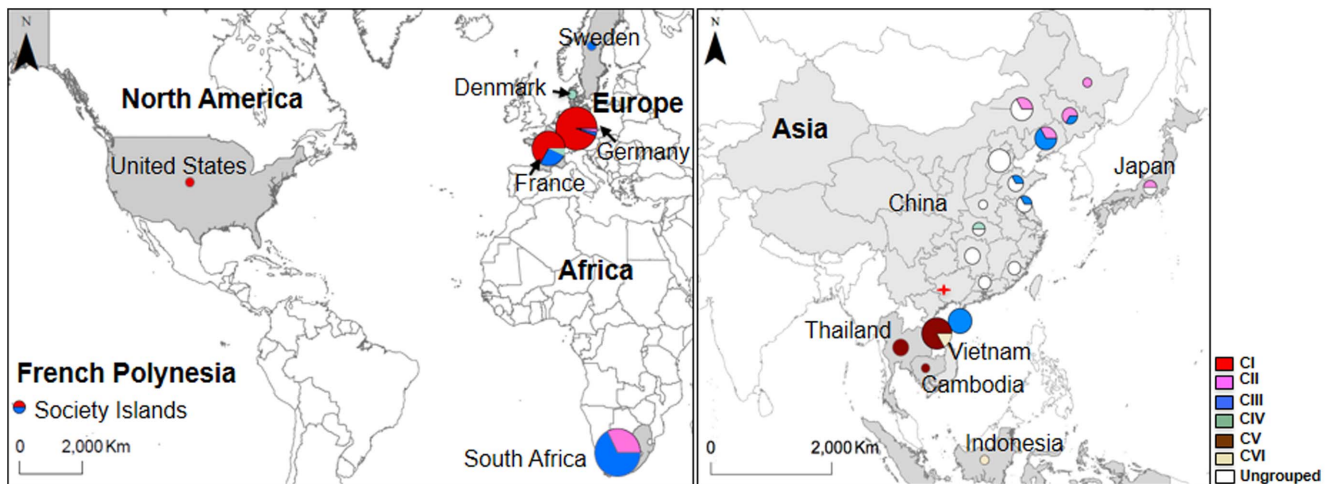 N
North America
United States
French Polynesia
Society Islands
0 2,000 Km
Sweden
Denmark
Europe
Germany
France
Africa
South Africa
N
Asia
Japan
China
Thailand
Vietnam
Cambodia
Indonesia
0 2,000 Km
CI
CII
CIII
CIV
CV
CVI
Ungrouped